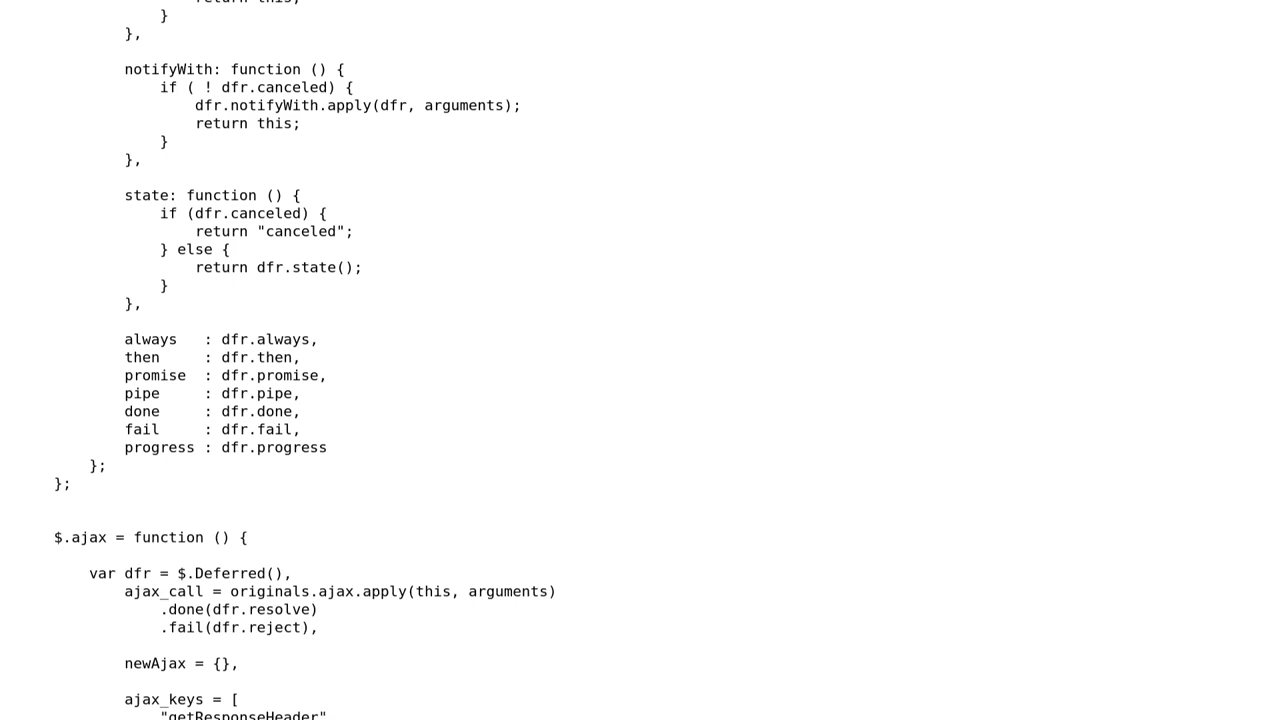 return this;
            }
        },

        notifyWith: function () {
            if ( ! dfr.canceled) {
                dfr.notifyWith.apply(dfr, arguments);
                return this;
            }
        },

        state: function () {
            if (dfr.canceled) {
                return "canceled";
            } else {
                return dfr.state();
            }
        },

        always   : dfr.always,
        then     : dfr.then,
        promise  : dfr.promise,
        pipe     : dfr.pipe,
        done     : dfr.done,
        fail     : dfr.fail,
        progress : dfr.progress
    };
};


$.ajax = function () {

    var dfr = $.Deferred(),
        ajax_call = originals.ajax.apply(this, arguments)
            .done(dfr.resolve)
            .fail(dfr.reject),

        newAjax = {},

        ajax_keys = [
            "getResponseHeader"